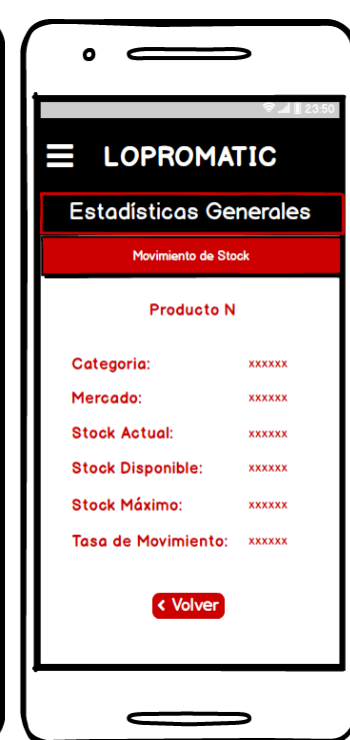 23:50
LOPROMATIC
Estadísticas Generales
Movimiento de Stock
Producto N
Categoria: xxxxxx
Mercado: xxxxxx
Stock Actual: xxxxxx
Stock Disponible: xxxxxx
Stock Máximo: xxxxxx
Tasa de Movimiento: xxxxxx
< Volver